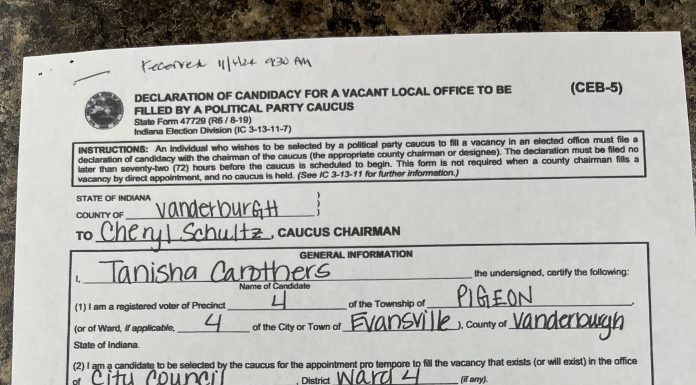 Received 11/4/24 9:30 AM
(CEB-5)
DECLARATION OF CANDIDACY FOR A VACANT LOCAL OFFICE TO BE
FILLED BY A POLITICAL PARTY CAUCUS
State Form 47729 (R6 / 8-19)
Indiana Election Division (IC 3-13-11-7)
INSTRUCTIONS: An individual who wishes to be selected by a political party caucus to fill a vacancy in an elected office must file a
declaration of candidacy with the chairman of the caucus (the appropriate county chairman or designee). The declaration must be filed no
later than seventy-two (72) hours before the caucus is scheduled to begin. This form is not required when a county chairman fills a
vacancy by direct appointment, and no caucus is held. (See IC 3-13-11 for further information.)
STATE OF INDIANA
COUNTY OF VanderburGH
TO Cheryl Schultz, CAUCUS CHAIRMAN
GENERAL INFORMATION
I, Tanisha Carothers the undersigned, certify the following:
Name of Candidate
(1) I am a registered voter of Precinct 4 of the Township of PIGEON,
(or of Ward, if applicable, 4 of the City or Town of Evansville), County of Vanderburgh
State of Indiana.
(2) I am a candidate to be selected by the caucus for the appointment pro tempore to fill the vacancy that exists (or will exist) in the office
of City Council, District Ward 4 (if any).